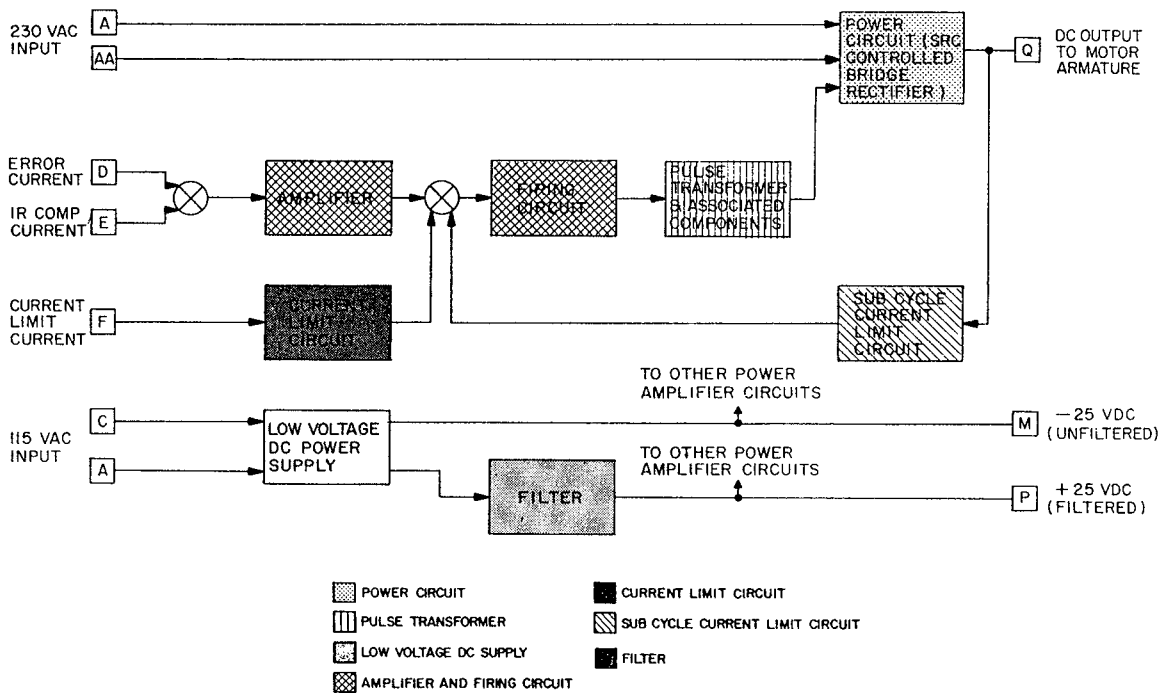 230 VAC
INPUT
A
AA
POWER
CIRCUIT (SRC
CONTROLLED
BRIDGE
RECTIFIER)
Q
DC OUTPUT
TO MOTOR
ARMATURE
ERROR
CURRENT
D
IR COMP
CURRENT
E
AMPLIFIER
FIRING
CIRCUIT
PULSE
TRANSFORMER
& ASSOCIATED
COMPONENTS
CURRENT
LIMIT
CURRENT
F
CURRENT
LIMIT
CIRCUIT
SUB CYCLE
CURRENT
LIMIT
CIRCUIT
TO OTHER POWER
AMPLIFIER CIRCUITS
115 VAC
INPUT
C
A
LOW VOLTAGE
DC POWER
SUPPLY
M
-25 VDC
(UNFILTERED)
TO OTHER POWER
AMPLIFIER CIRCUITS
FILTER
P
+25 VDC
(FILTERED)
POWER CIRCUIT
PULSE TRANSFORMER
LOW VOLTAGE DC SUPPLY
AMPLIFIER AND FIRING CIRCUIT
CURRENT LIMIT CIRCUIT
SUB CYCLE CURRENT LIMIT CIRCUIT
FILTER